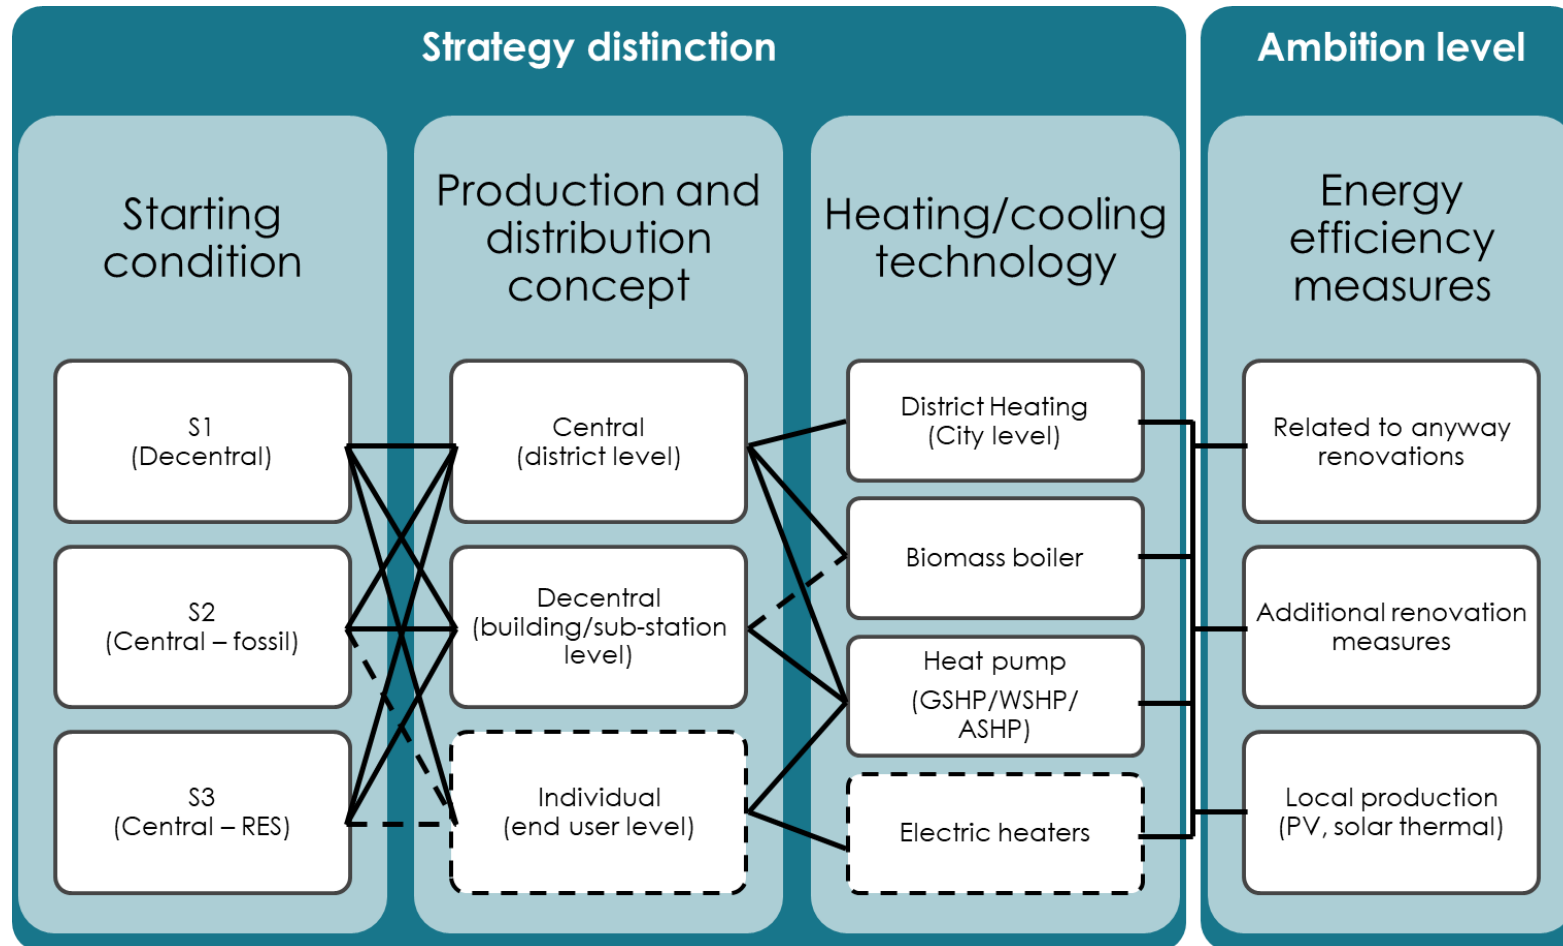 Strategy distinction
Ambition level
Starting
condition
Production and
distribution
concept
Heating/cooling
technology
Energy
efficiency
measures
S1
(Decentral)
S2
(Central – fossil)
S3
(Central – RES)
Central
(district level)
Decentral
(building/sub-station
level)
Individual
(end user level)
District Heating
(City level)
Biomass boiler
Heat pump
(GSHP/WSHP/
ASHP)
Electric heaters
Related to anyway
renovations
Additional renovation
measures
Local production
(PV, solar thermal)